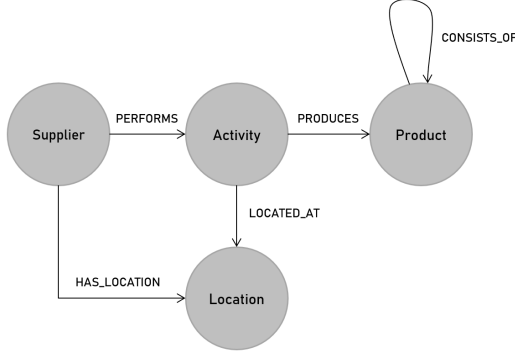 CONSISTS_OF
PERFORMS
PRODUCES
Supplier
Activity
Product
LOCATED_AT
HAS_LOCATION
Location